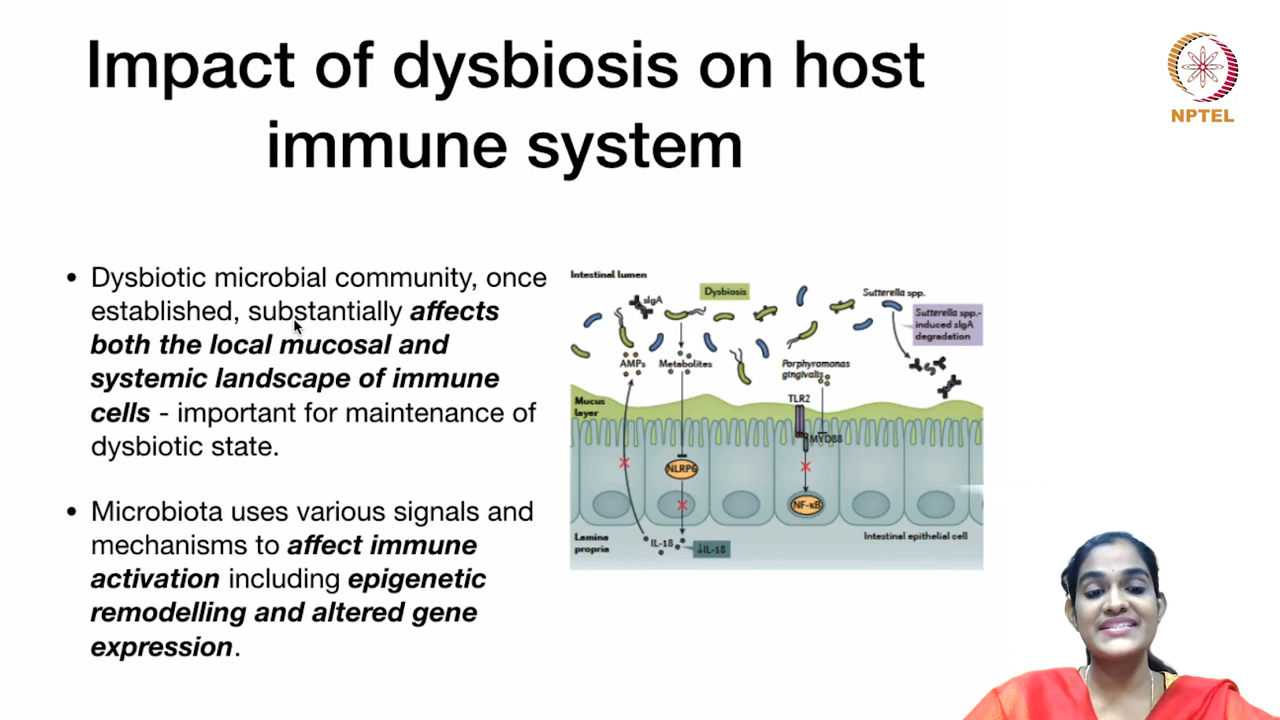 Impact of dysbiosis on host
immune system
NPTEL
• Dysbiotic microbial community, once
established, substantially affects
both the local mucosal and
systemic landscape of immune
cells - important for maintenance of
dysbiotic state.
• Microbiota uses various signals and
mechanisms to affect immune
activation including epigenetic
remodelling and altered gene
expression.
Intestinal lumen
sIgA
Dysbiosis
Sutterella spp.
Sutterella spp.-
induced sIgA
degradation
AMPs
Metabolites
Porphyromonas
gingivalis
Mucus
layer
TLR2
MYD88
NLRP6
NF-κB
Lamina
propria
IL-18
↓IL-18
Intestinal epithelial cell